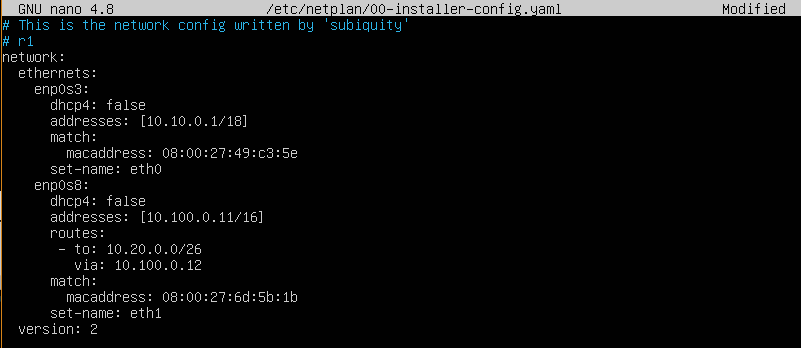 GNU nano 4.8 /etc/netplan/00-installer-config.yaml Modified
# This is the network config written by 'subiquity'
# r1
network:
  ethernets:
    enp0s3:
      dhcp4: false
      addresses: [10.10.0.1/18]
      match:
        macaddress: 08:00:27:49:c3:5e
      set-name: eth0
    enp0s8:
      dhcp4: false
      addresses: [10.100.0.11/16]
      routes:
       - to: 10.20.0.0/26
         via: 10.100.0.12
      match:
        macaddress: 08:00:27:6d:5b:1b
      set-name: eth1
  version: 2